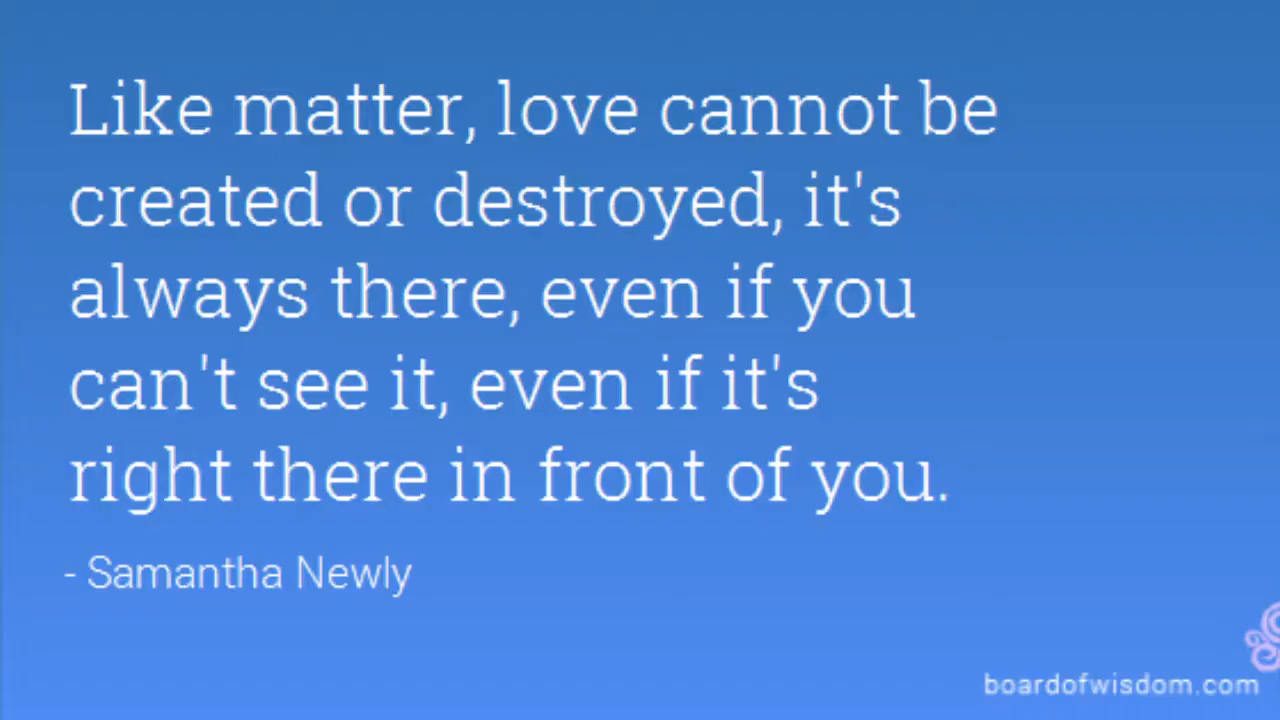 Like matter, love cannot be
created or destroyed, it's
always there, even if you
can't see it, even if it's
right there in front of you.
- Samantha Newly
boardofwisdom.com